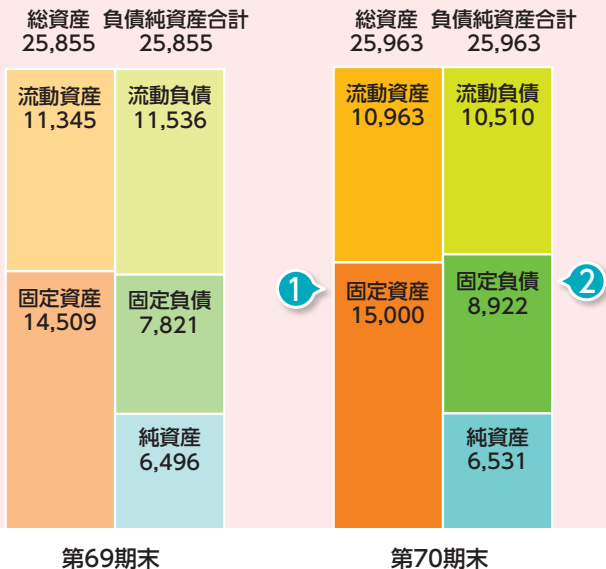 総資産 負債純資産合計
25,855 25,855
流動資産
11,345
流動負債
11,536
固定資産
14,509
固定負債
7,821
純資産
6,496
第69期末
総資産 負債純資産合計
25,963 25,963
流動資産
10,963
流動負債
10,510
1
固定資産
15,000
固定負債
8,922
2
純資産
6,531
第70期末